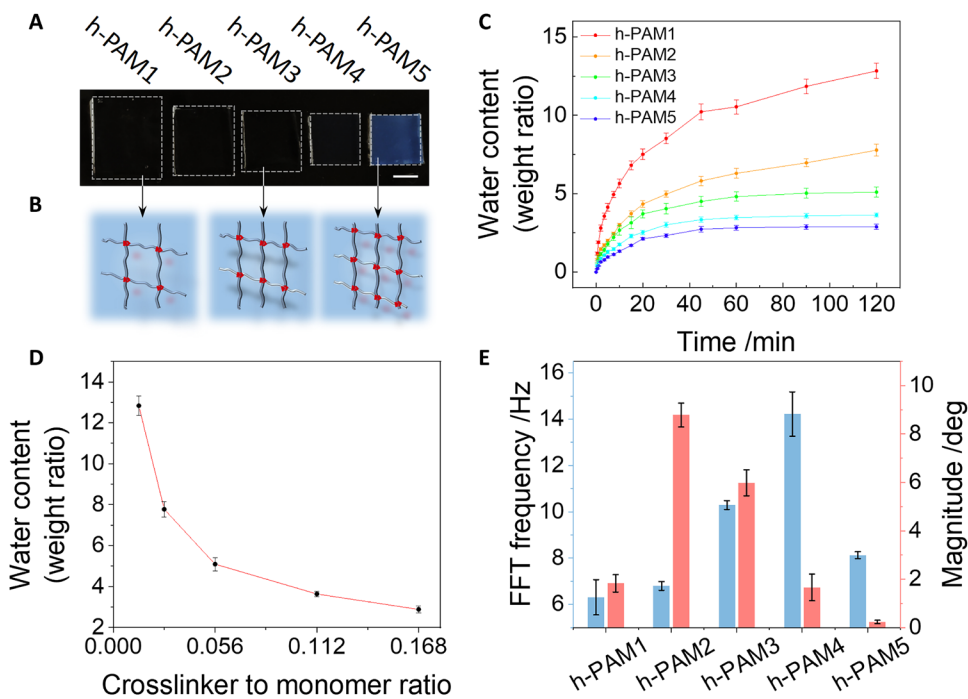 A
h-PAM1
h-PAM2
h-PAM3
h-PAM4
h-PAM5
B
C
Water content
(weight ratio)
15
10
5
0
h-PAM1
h-PAM2
h-PAM3
h-PAM4
h-PAM5
0
20
40
60
80
100
120
Time /min
D
Water content
(weight ratio)
14
12
10
8
6
4
2
0.000
0.056
0.112
0.168
Crosslinker to monomer ratio
E
FFT frequency /Hz
16
14
12
10
8
6
Magnitude /deg
10
8
6
4
2
0
h-PAM1
h-PAM2
h-PAM3
h-PAM4
h-PAM5